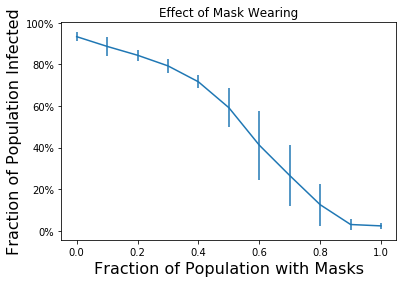 Effect of Mask Wearing
Fraction of Population Infected
100%
80%
60%
40%
20%
0%
0.0 0.2 0.4 0.6 0.8 1.0
Fraction of Population with Masks